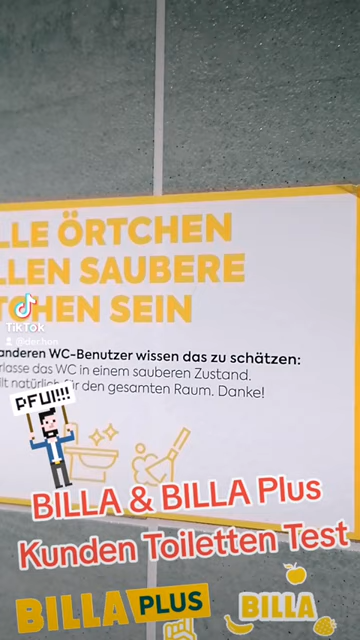 LLE ÖRTCHEN
LLEN SAUBERE
TCHEN SEIN
anderen WC-Benutzer wissen das zu schätzen:
rlasse das WC in einem sauberen Zustand.
ilt natürlich für den gesamten Raum. Danke!
TikTok
@der.hun
PFUI!!!
BILLA & BILLA Plus
Kunden Toiletten Test
BILLA PLUS
BILLA